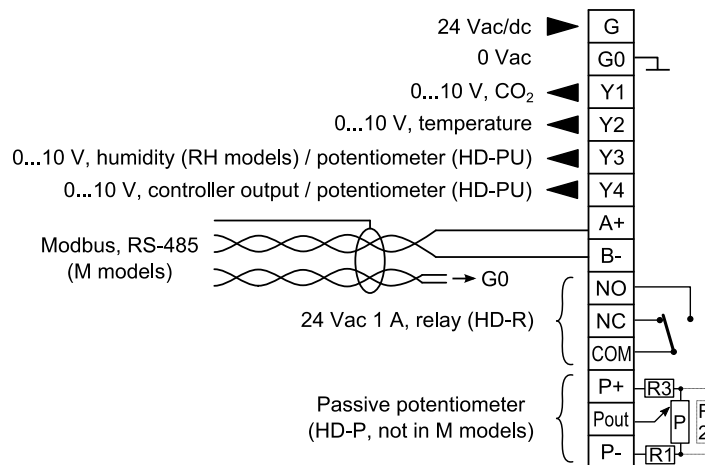 24 Vac/dc G
0 Vac G0
0...10 V, CO₂ Y1
0...10 V, temperature Y2
0...10 V, humidity (RH models) / potentiometer (HD-PU) Y3
0...10 V, controller output / potentiometer (HD-PU) Y4
A+
Modbus, RS-485
(M models)
B-
G0
NO
24 Vac 1 A, relay (HD-R) NC
COM
P+ R3
Passive potentiometer
(HD-P, not in M models)
Pout P
P- R1